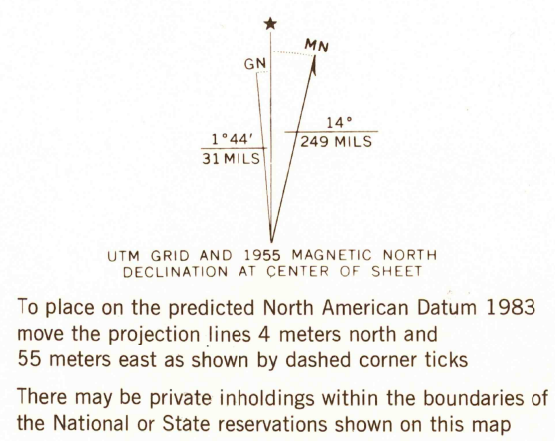 MN
GN
14°
249 MILS
1°44'
31 MILS
UTM GRID AND 1955 MAGNETIC NORTH
DECLINATION AT CENTER OF SHEET
To place on the predicted North American Datum 1983
move the projection lines 4 meters north and
55 meters east as shown by dashed corner ticks
There may be private inholdings within the boundaries of
the National or State reservations shown on this map